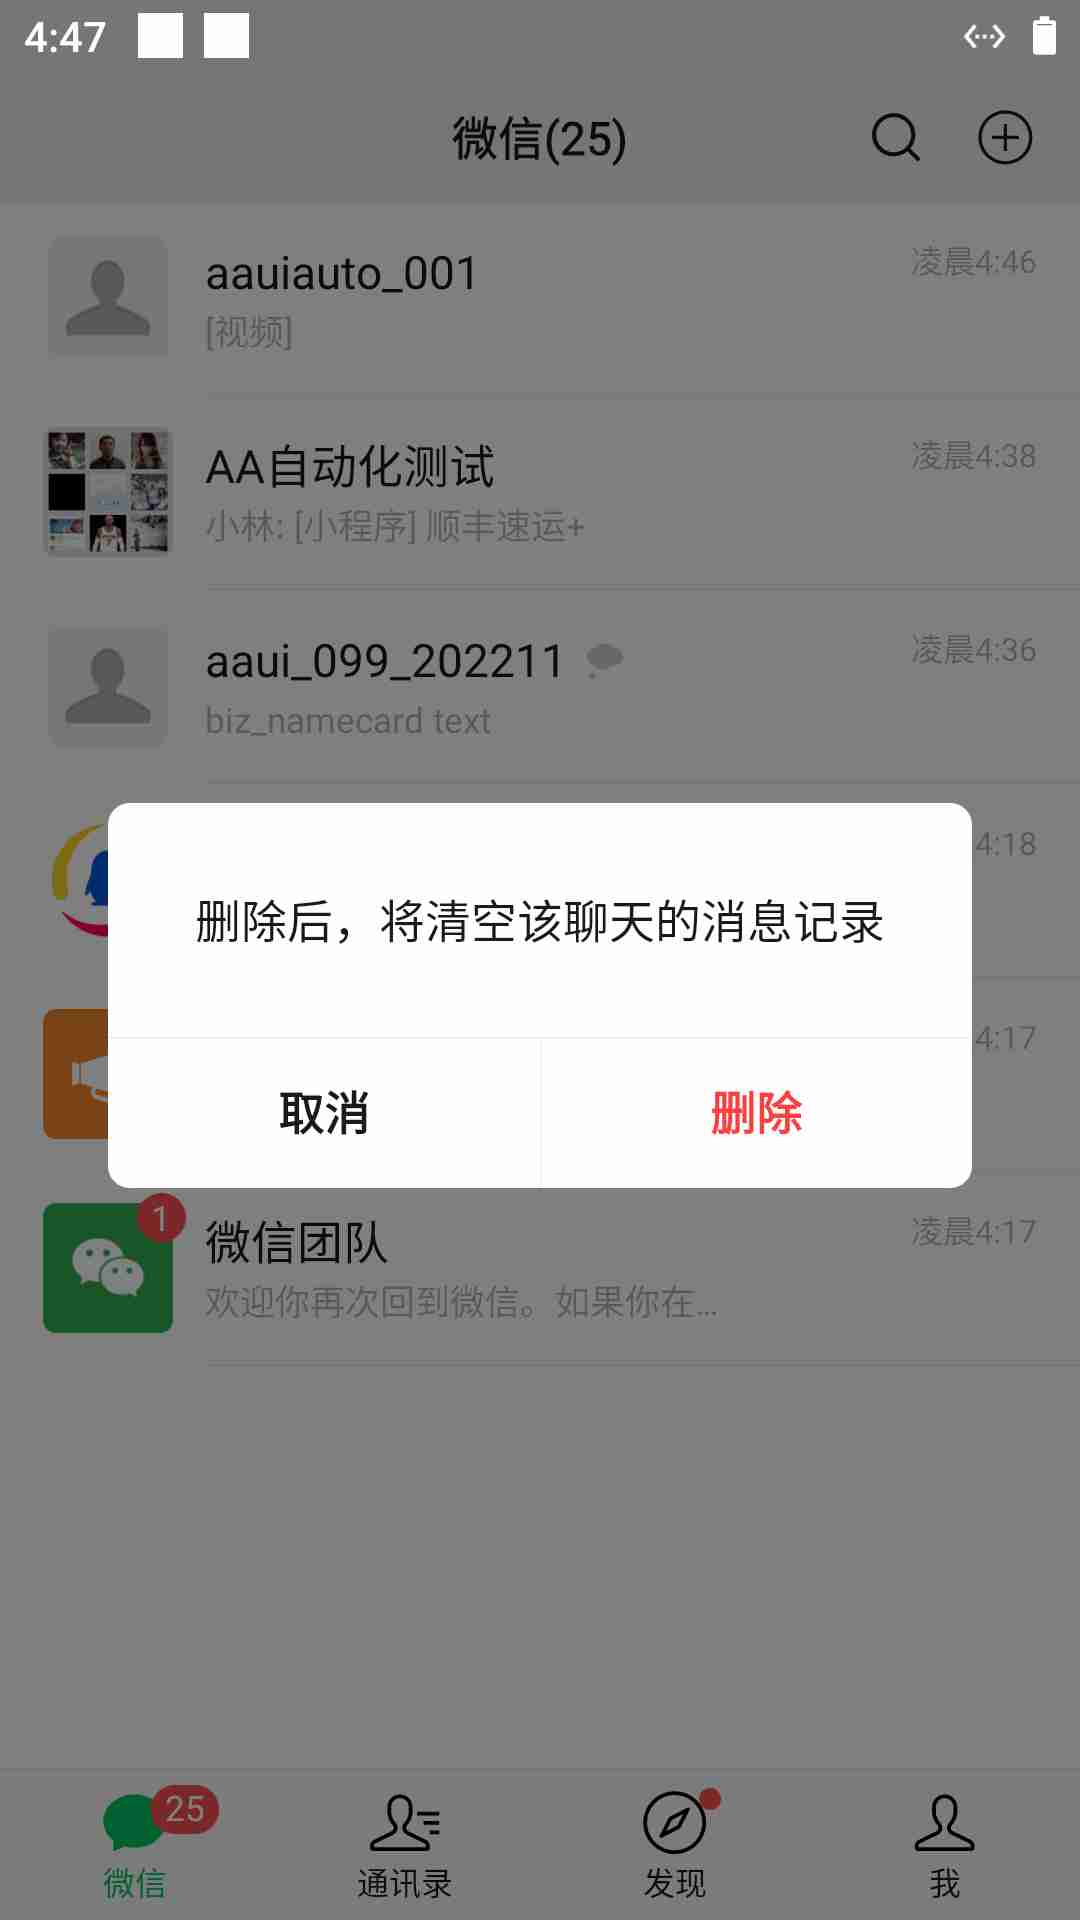 4:47
微信(25)
aauiauto_001
凌晨4:46
[视频]
AA自动化测试
凌晨4:38
小林: [小程序] 顺丰速运+
aaui_099_202211
凌晨4:36
biz_namecard text
4:18
删除后，将清空该聊天的消息记录
4:17
取消
删除
1
微信团队
凌晨4:17
欢迎你再次回到微信。如果你在...
25
微信
通讯录
发现
我